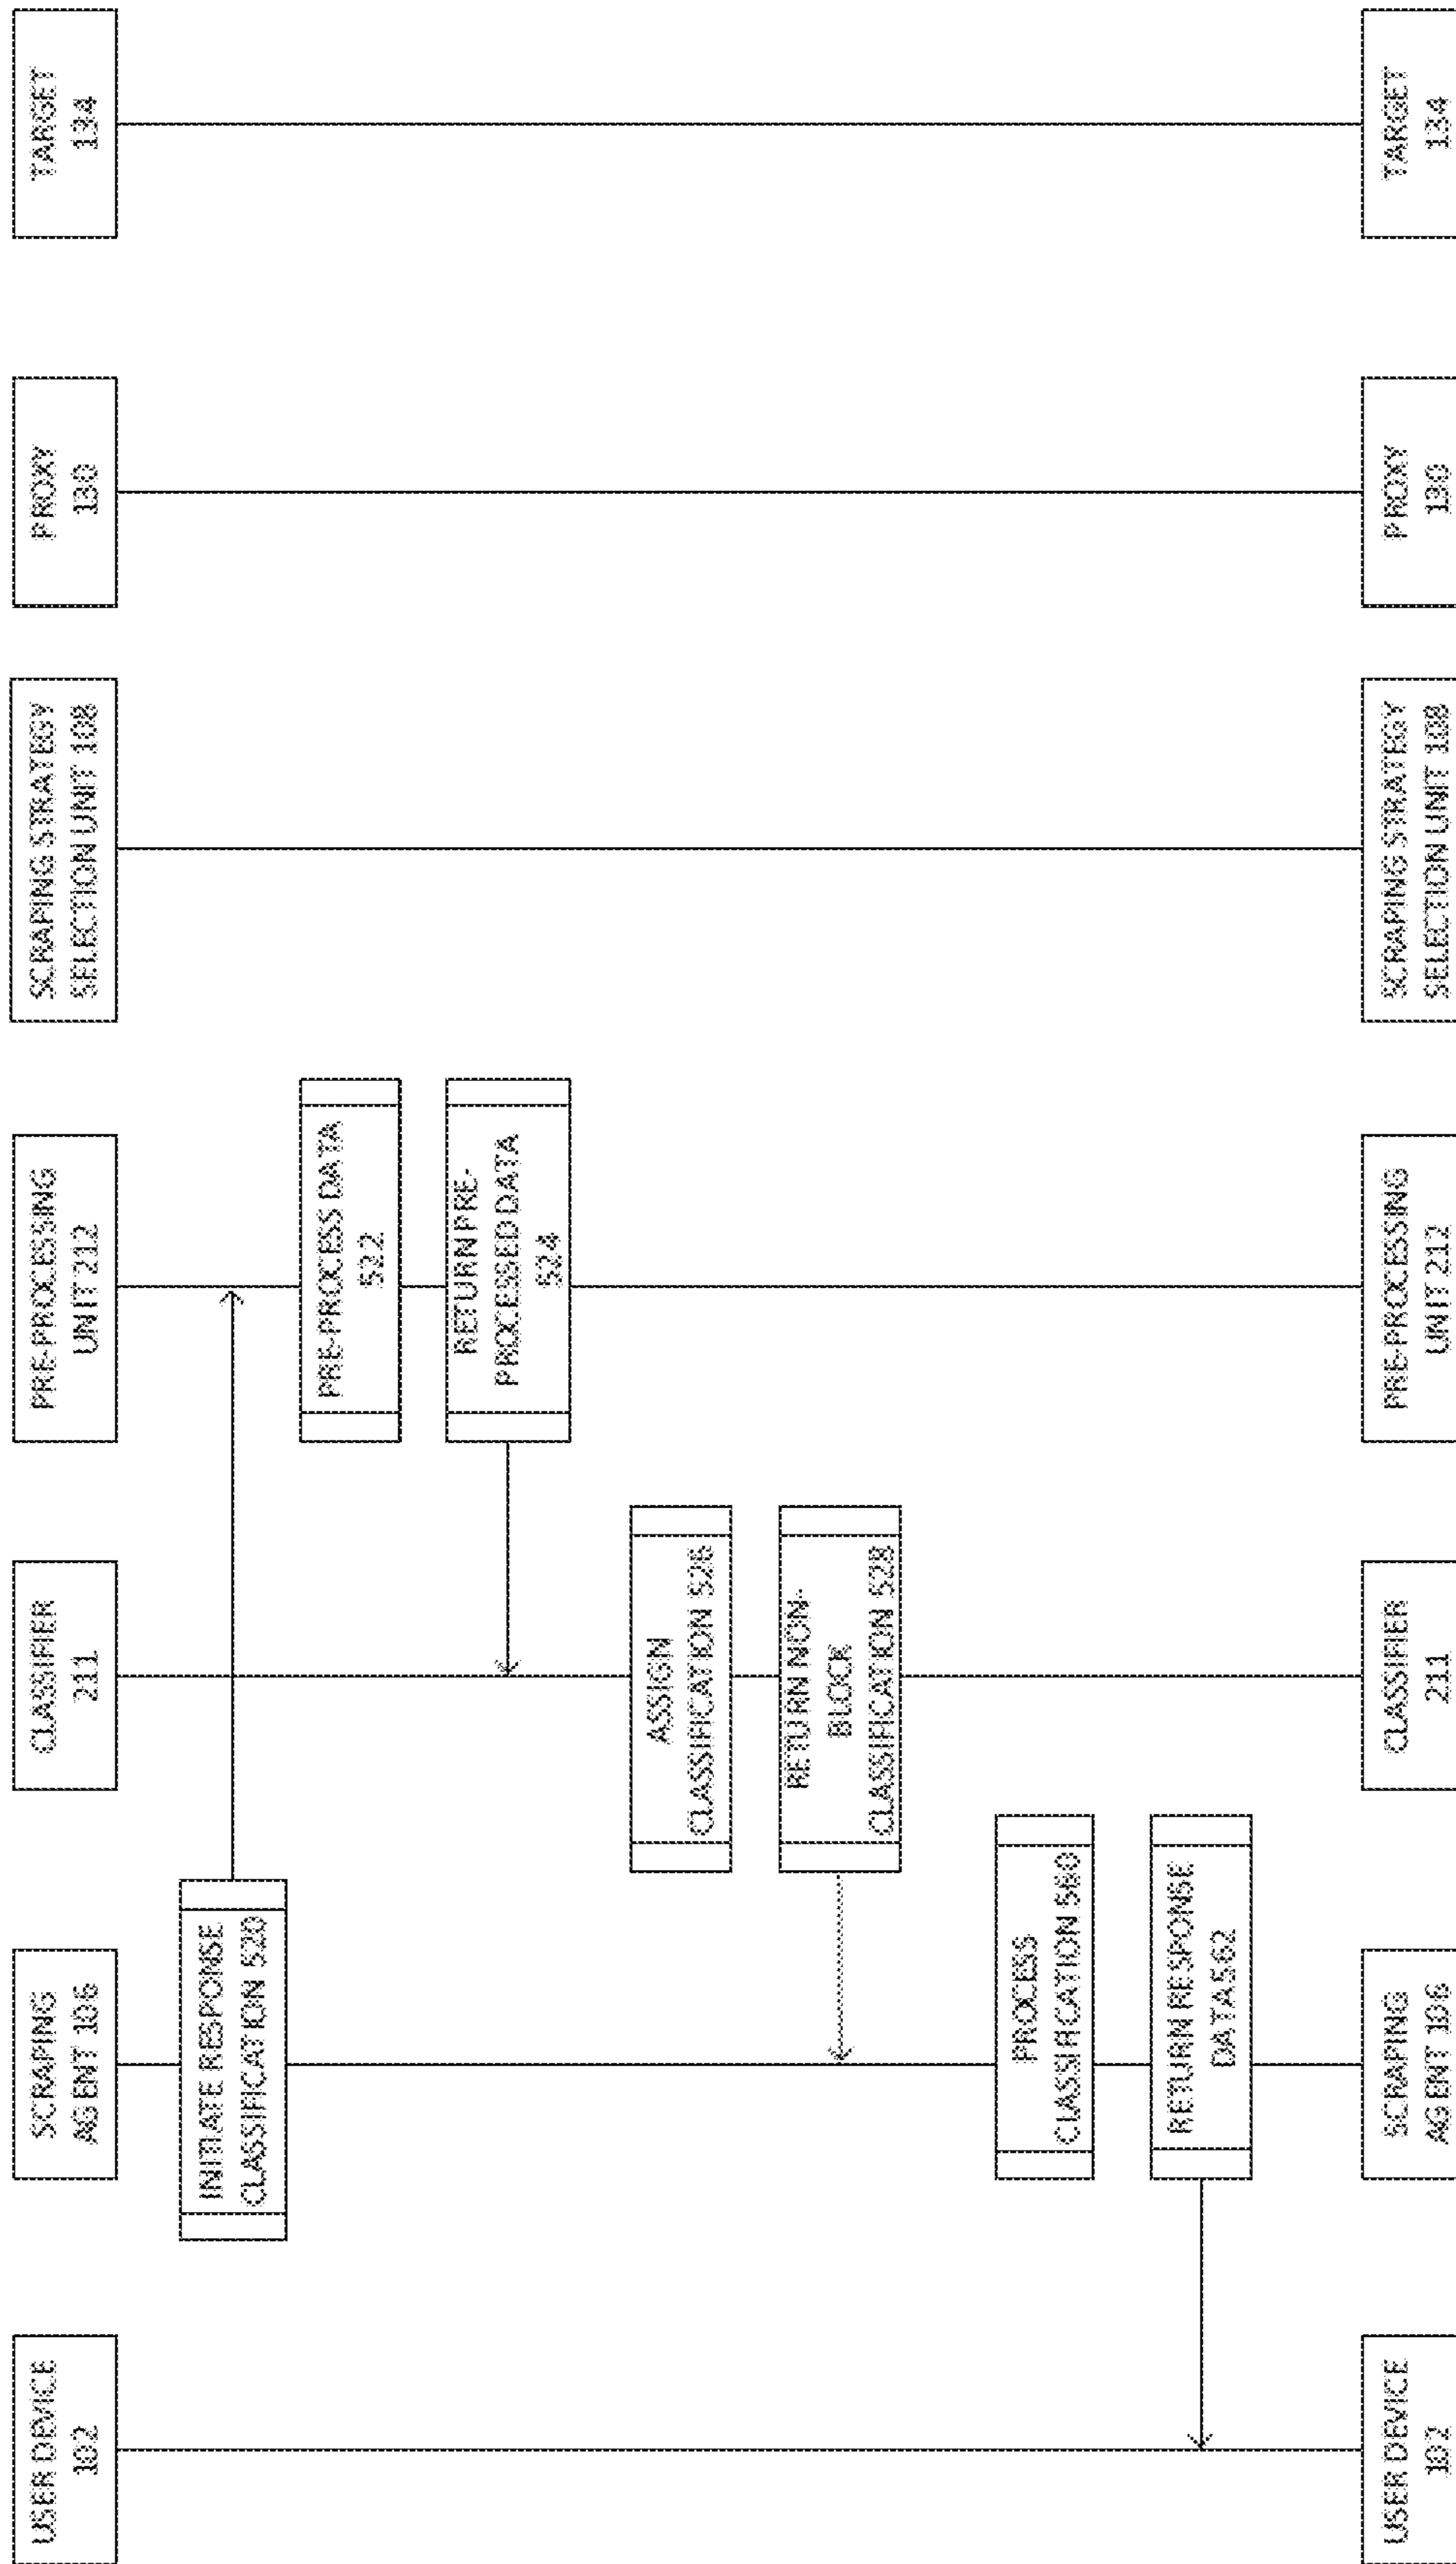 USER DEVICE
102
SCRAPING
AGENT 106
CLASSIFIER
211
PRE-PROCESSING
UNIT 212
SCRAPING STRATEGY
SELECTION UNIT 108
PROXY
130
TARGET
134
INITIATE RESPONSE
CLASSIFICATION 520
PRE-PROCESS DATA
522
RETURN PRE-
PROCESSED DATA
524
ASSIGN
CLASSIFICATION 526
RETURN NON-
BLOCK
CLASSIFICATION 528
PROCESS
CLASSIFICATION 560
RETURN RESPONSE
DATA562
USER DEVICE
102
SCRAPING
AGENT 106
CLASSIFIER
211
PRE-PROCESSING
UNIT 212
SCRAPING STRATEGY
SELECTION UNIT 108
PROXY
130
TARGET
134